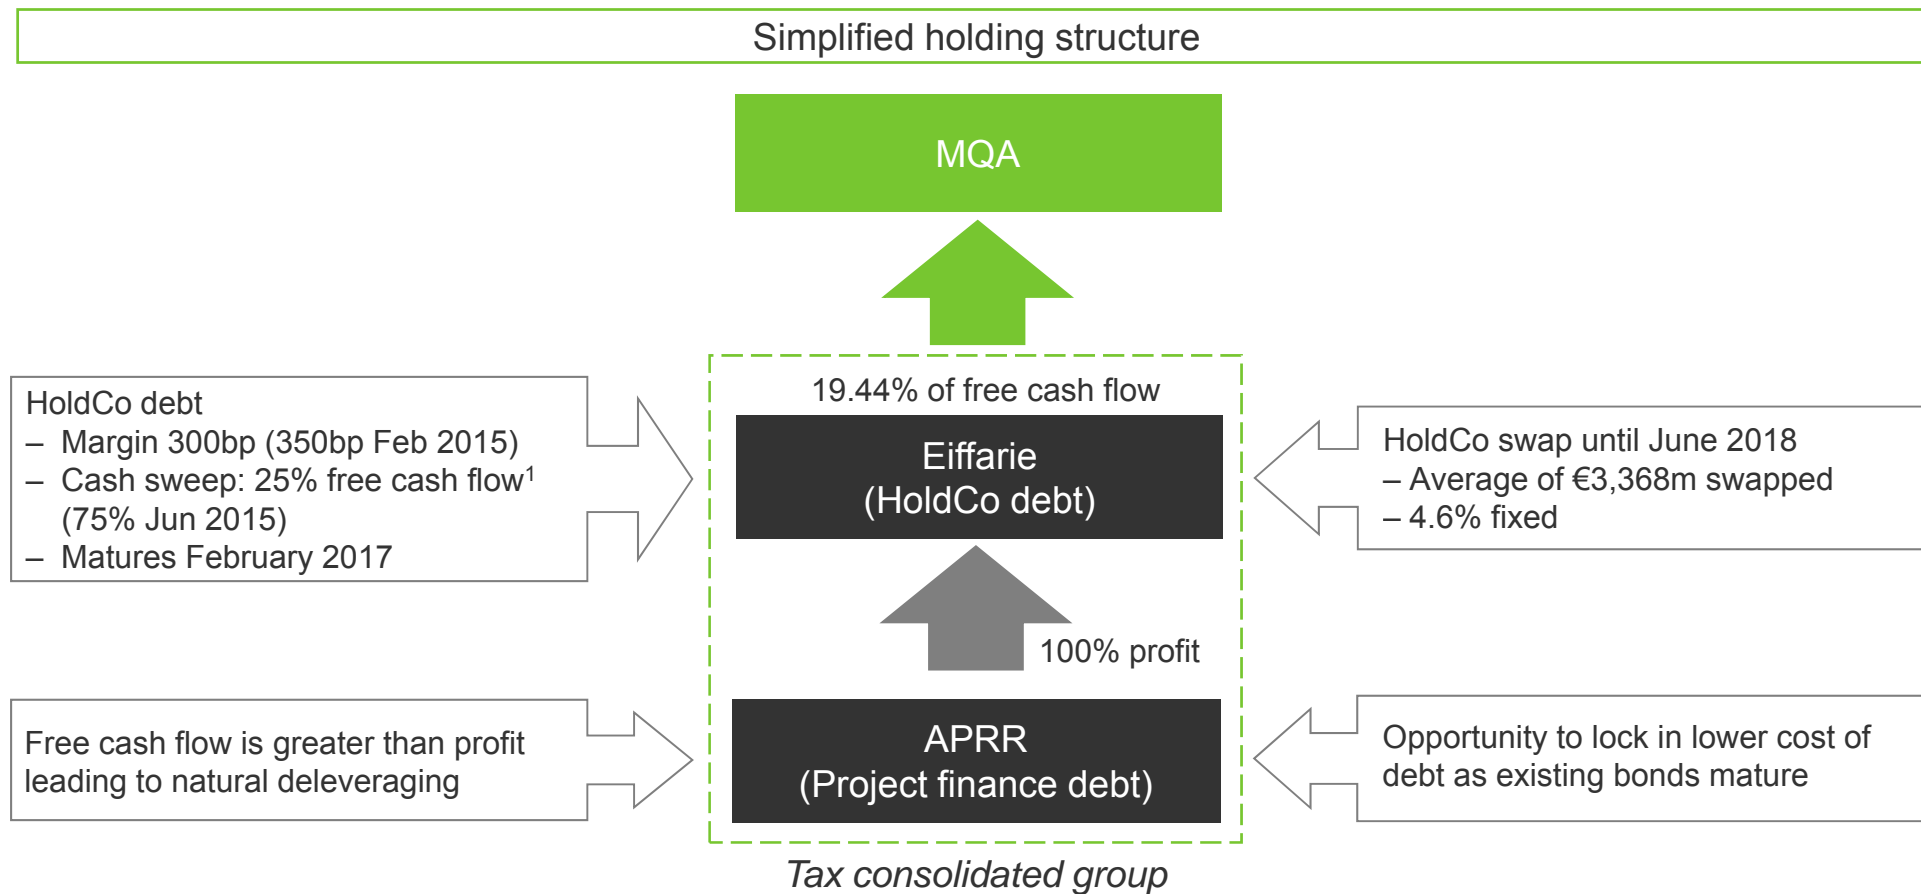 Simplified holding structure
MQA
19.44% of free cash flow
HoldCo debt
– Margin 300bp (350bp Feb 2015)
– Cash sweep: 25% free cash flow¹
(75% Jun 2015)
– Matures February 2017
Eiffarie
(HoldCo debt)
HoldCo swap until June 2018
– Average of €3,368m swapped
– 4.6% fixed
100% profit
Free cash flow is greater than profit
leading to natural deleveraging
APRR
(Project finance debt)
Opportunity to lock in lower cost of
debt as existing bonds mature
Tax consolidated group